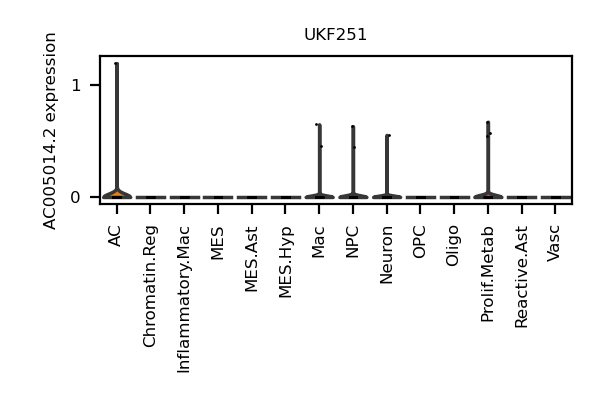 UKF251
AC005014.2 expression
1
0
AC
Chromatin.Reg
Inflammatory.Mac
MES
MES.Ast
MES.Hyp
Mac
NPC
Neuron
OPC
Oligo
Prolif.Metab
Reactive.Ast
Vasc